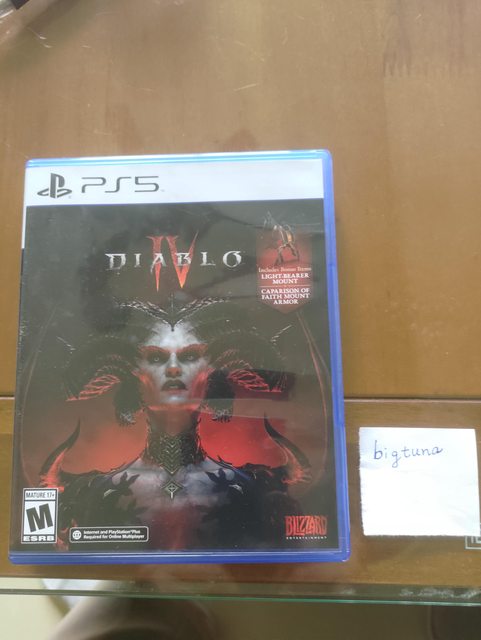 PS5
DIABLO
IV
Includes Bonus Items
LIGHT-BEARER
MOUNT
CAPARISON OF
FAITH MOUNT
ARMOR
bigtuna
MATURE 17+
M
ESRB
Internet and PlayStation®Plus
Required for Online Multiplayer
BLIZZARD
ENTERTAINMENT